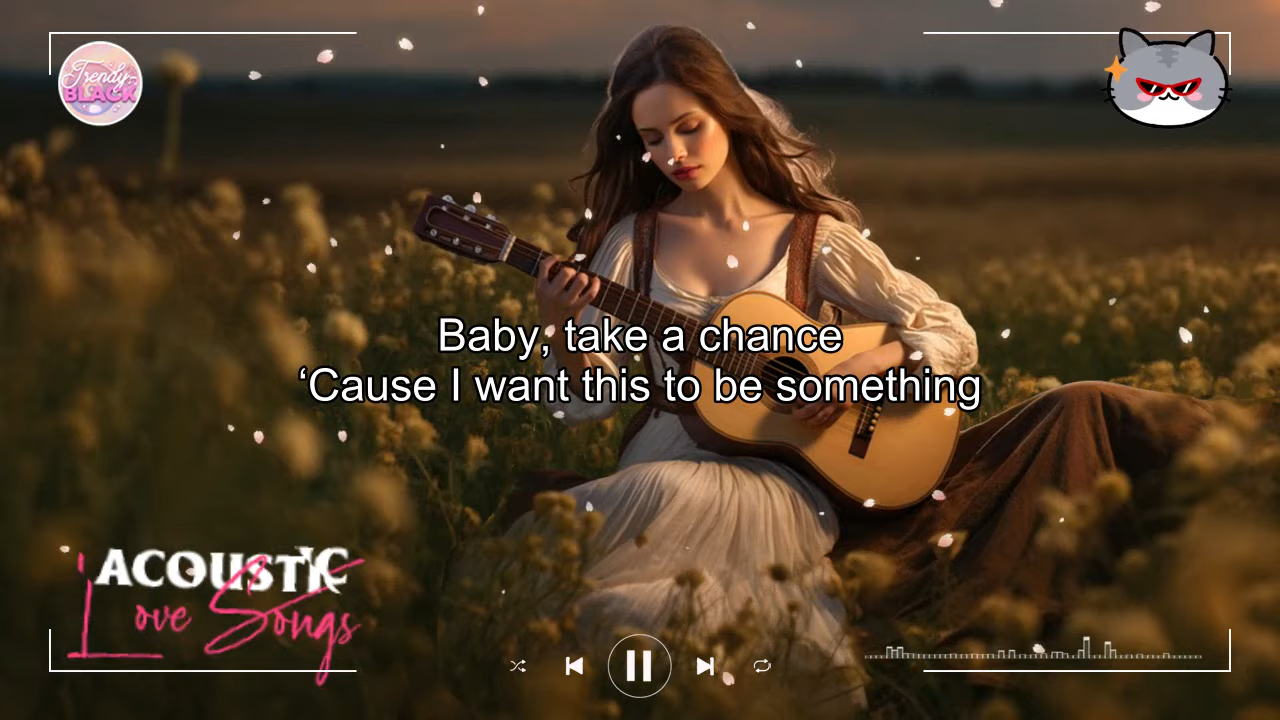 Trendy
BLACK
Baby, take a chance
‘Cause I want this to be something
ACOUSTIC
Love Songs